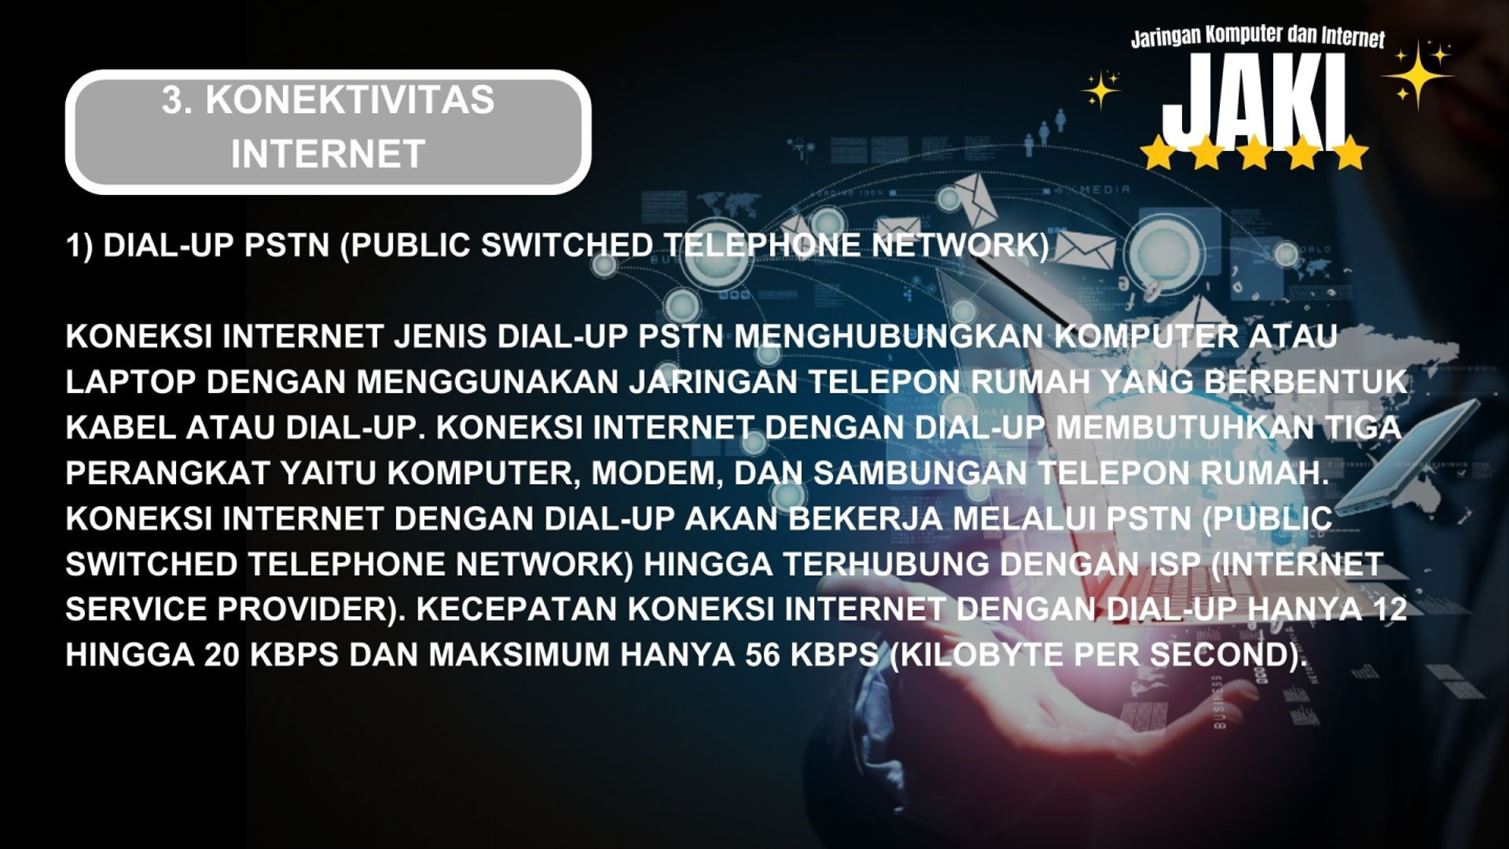 Jaringan Komputer dan Internet
JAKI
3. KONEKTIVITAS
INTERNET
1) DIAL-UP PSTN (PUBLIC SWITCHED TELEPHONE NETWORK)
KONEKSI INTERNET JENIS DIAL-UP PSTN MENGHUBUNGKAN KOMPUTER ATAU
LAPTOP DENGAN MENGGUNAKAN JARINGAN TELEPON RUMAH YANG BERBENTUK
KABEL ATAU DIAL-UP. KONEKSI INTERNET DENGAN DIAL-UP MEMBUTUHKAN TIGA
PERANGKAT YAITU KOMPUTER, MODEM, DAN SAMBUNGAN TELEPON RUMAH.
KONEKSI INTERNET DENGAN DIAL-UP AKAN BEKERJA MELALUI PSTN (PUBLIC
SWITCHED TELEPHONE NETWORK) HINGGA TERHUBUNG DENGAN ISP (INTERNET
SERVICE PROVIDER). KECEPATAN KONEKSI INTERNET DENGAN DIAL-UP HANYA 12
HINGGA 20 KBPS DAN MAKSIMUM HANYA 56 KBPS (KILOBYTE PER SECOND).
MEDIA
WORLD
BUSINESS